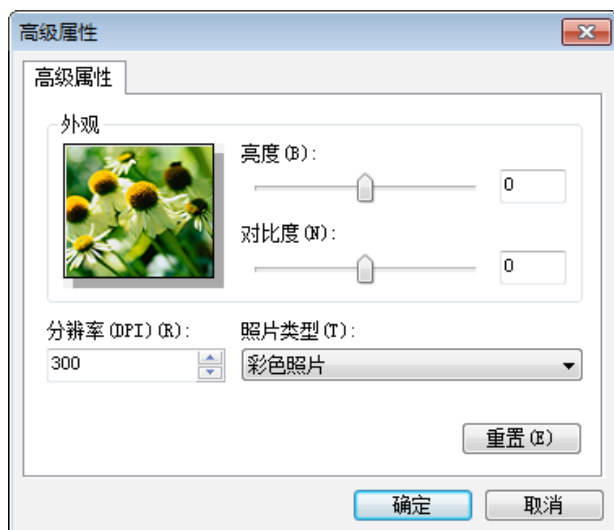 高级属性
高级属性
外观
亮度(B):
0
对比度(N):
0
分辨率(DPI)(R): 照片类型(T):
300 彩色照片
重置(E)
确定 取消